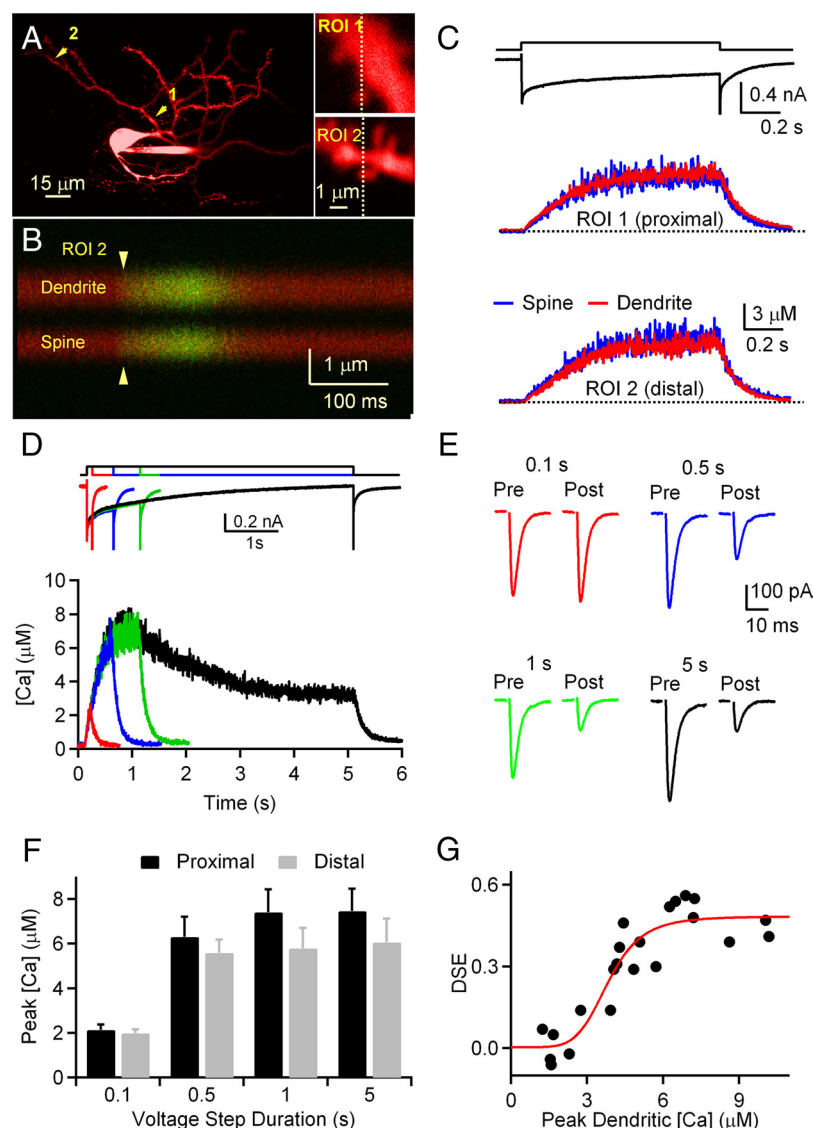 A
2
1
15 μm
ROI 1
ROI 2
1 μm
B
ROI 2
Dendrite
Spine
1 μm
100 ms
C
0.4 nA
0.2 s
ROI 1 (proximal)
Spine Dendrite
3 μM
0.2 s
ROI 2 (distal)
D
0.2 nA
1s
[Ca] (μM)
10
8
6
4
2
0
0 1 2 3 4 5 6
Time (s)
E
0.1 s 0.5 s
Pre Post Pre Post
100 pA
10 ms
1 s 5 s
Pre Post Pre Post
F
Proximal Distal
Peak [Ca] (μM)
8
6
4
2
0
0.1 0.5 1 5
Voltage Step Duration (s)
G
DSE
0.6
0.3
0.0
0 3 6 9
Peak Dendritic [Ca] (μM)